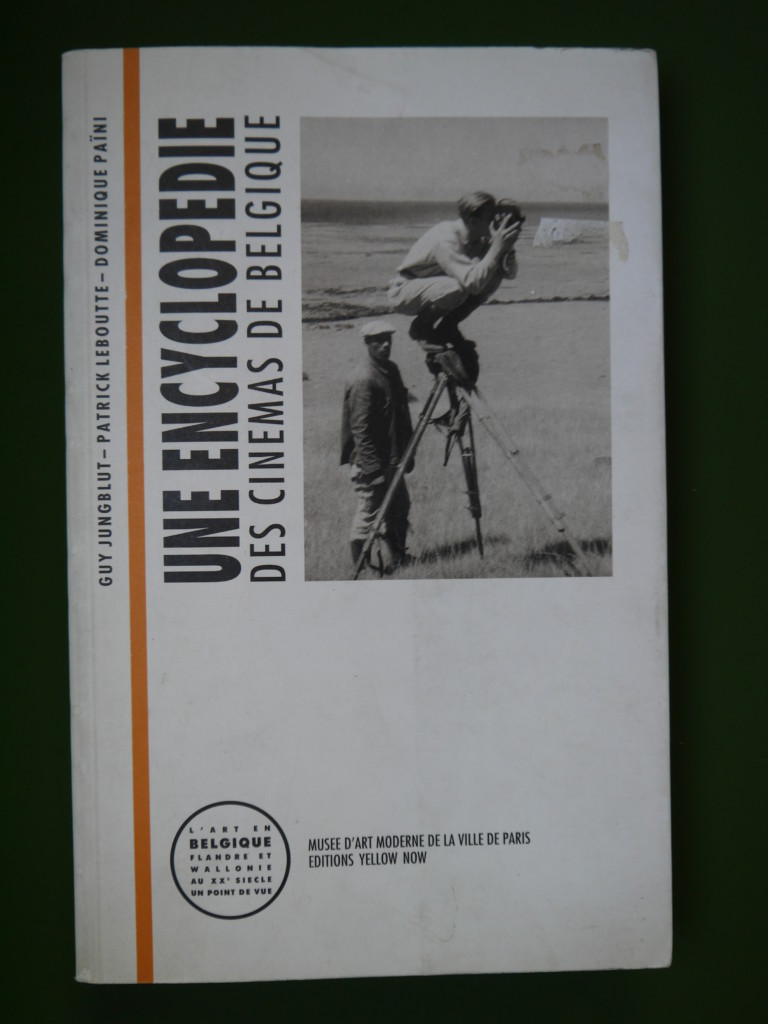 GUY JUNGBLUT – PATRICK LEBOUTTE – DOMINIQUE PAÏNI
UNE ENCYCLOPEDIE
DES CINEMAS DE BELGIQUE
L'ART EN
BELGIQUE
FLANDRE ET
WALLONIE
AU XXe SIECLE
UN POINT DE VUE
MUSEE D'ART MODERNE DE LA VILLE DE PARIS
EDITIONS YELLOW NOW